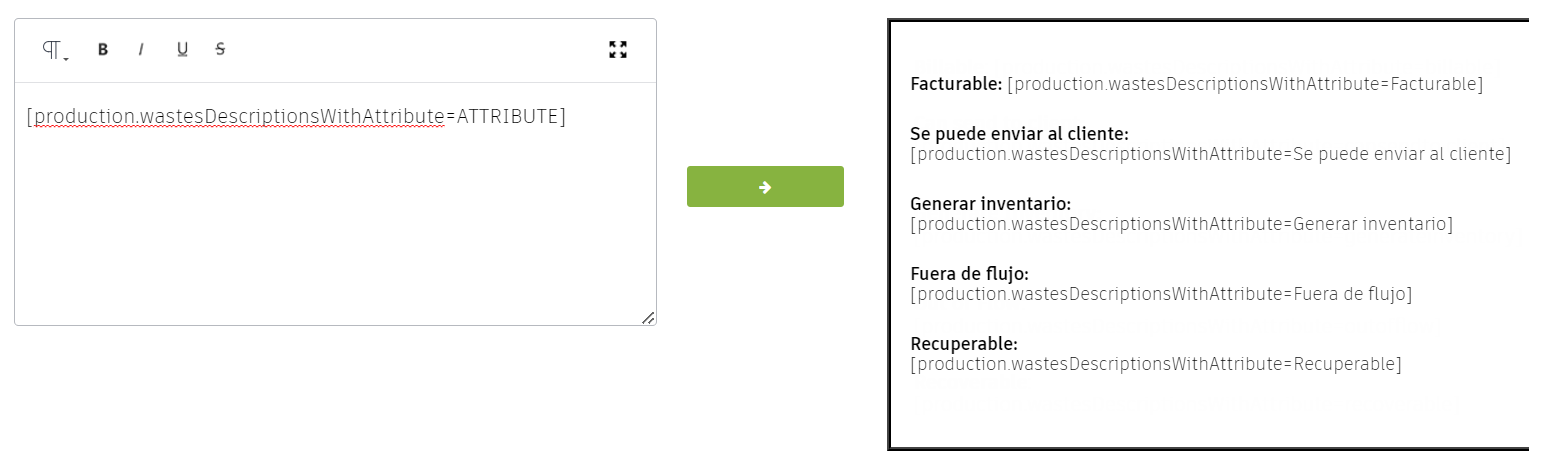 B I U S
[production.wastesDescriptionsWithAttribute=ATTRIBUTE]
Facturable: [production.wastesDescriptionsWithAttribute=Facturable]
Se puede enviar al cliente:
[production.wastesDescriptionsWithAttribute=Se puede enviar al cliente]
Generar inventario:
[production.wastesDescriptionsWithAttribute=Generar inventario]
Fuera de flujo:
[production.wastesDescriptionsWithAttribute=Fuera de flujo]
Recuperable:
[production.wastesDescriptionsWithAttribute=Recuperable]